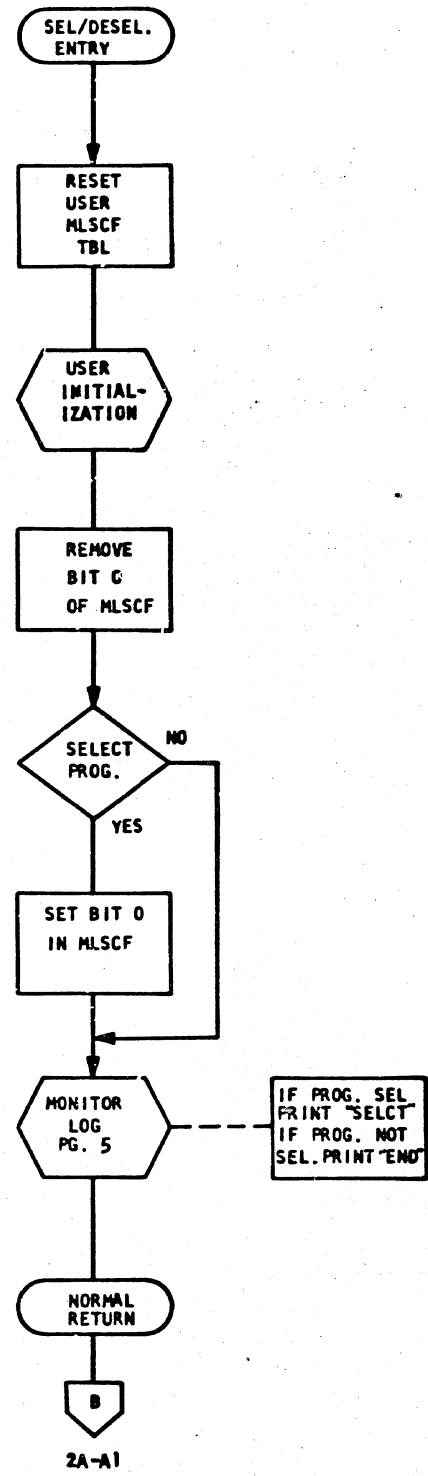 SEL/DESEL.
ENTRY
RESET
USER
MLSCF
TBL
USER
INITIAL-
IZATION
REMOVE
BIT 0
OF MLSCF
SELECT
PROG.
NO
YES
SET BIT 0
IN MLSCF
MONITOR
LOG
PG. 5
IF PROG. SEL
PRINT "SELCT"
IF PROG. NOT
SEL. PRINT "END"
NORMAL
RETURN
B
2A-A1